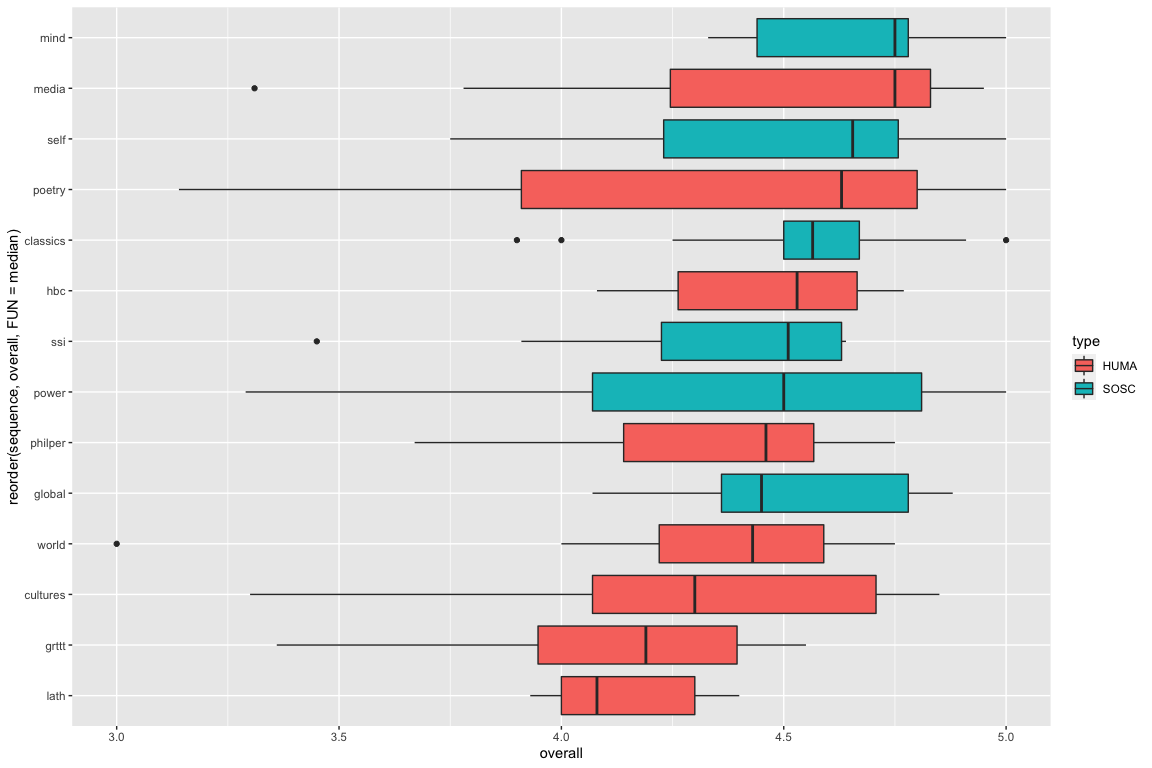 mind
media
self
poetry
classics
hbc
ssi
power
philper
global
world
cultures
grttt
lath
reorder(sequence, overall, FUN = median)
3.0 3.5 4.0 4.5 5.0
overall
type
HUMA
SOSC